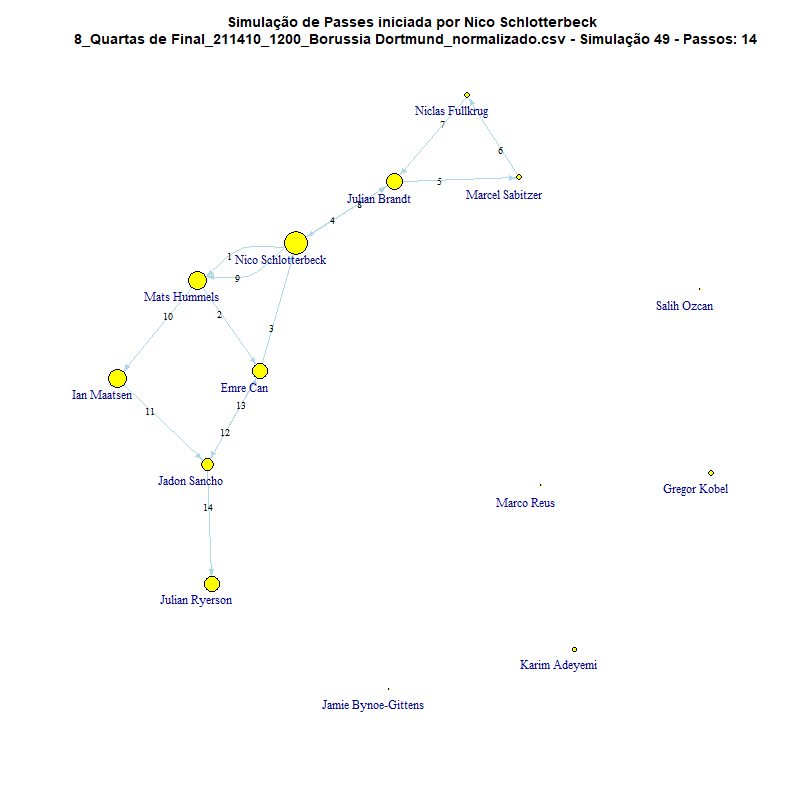 Simulação de Passes iniciada por Nico Schlotterbeck
8_Quartas de Final_211410_1200_Borussia Dortmund_normalizado.csv - Simulação 49 - Passos: 14
Niclas Fullkrug
7
6
5
Julian Brandt
Marcel Sabitzer
8
4
1
Nico Schlotterbeck
9
Mats Hummels
Salih Ozcan
10
2
3
Emre Can
Ian Maatsen
13
11
12
Jadon Sancho
Gregor Kobel
Marco Reus
14
Julian Ryerson
Karim Adeyemi
Jamie Bynoe-Gittens